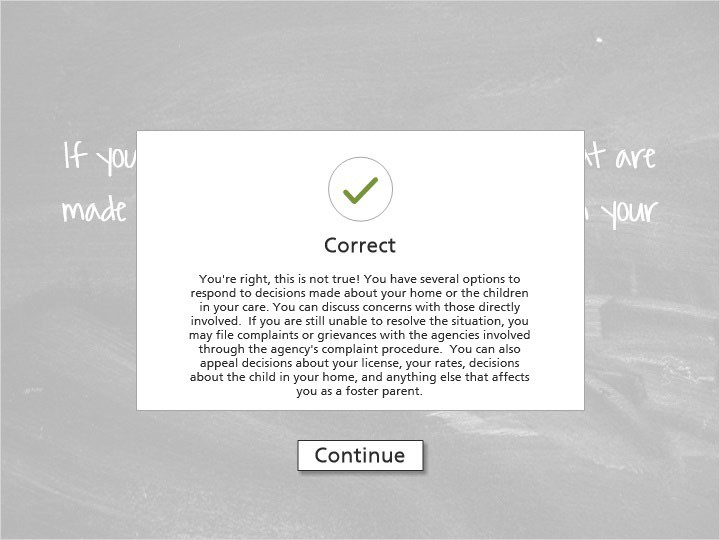 If you
t are
made
your
Correct
You're right, this is not true! You have several options to
respond to decisions made about your home or the children
in your care. You can discuss concerns with those directly
involved.  If you are still unable to resolve the situation, you
may file complaints or grievances with the agencies involved
through the agency's complaint procedure.  You can also
appeal decisions about your license, your rates, decisions
about the child in your home, and anything else that affects
you as a foster parent.
Continue